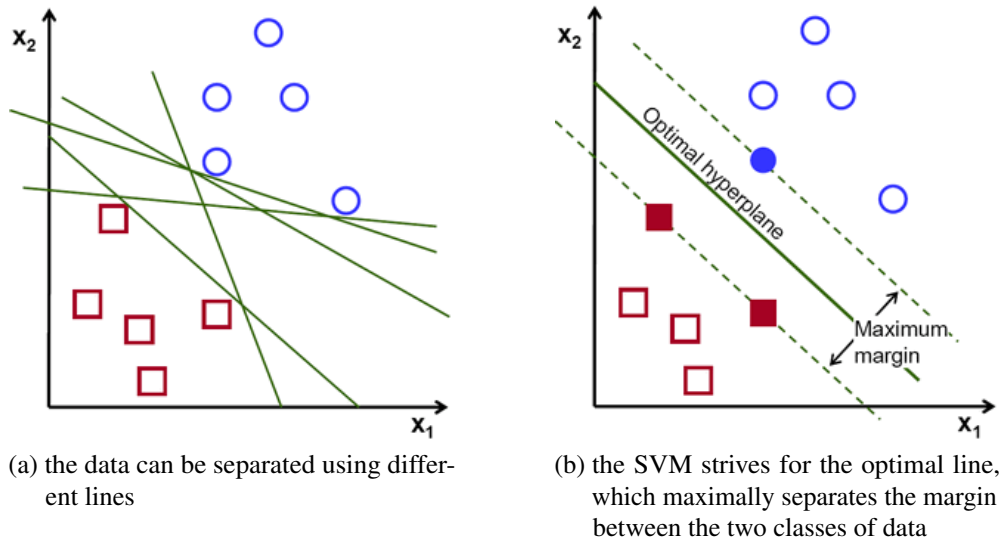 x₂
x₁
(a) the data can be separated using differ-
ent lines
x₂
Optimal hyperplane
Maximum
margin
x₁
(b) the SVM strives for the optimal line,
which maximally separates the margin
between the two classes of data